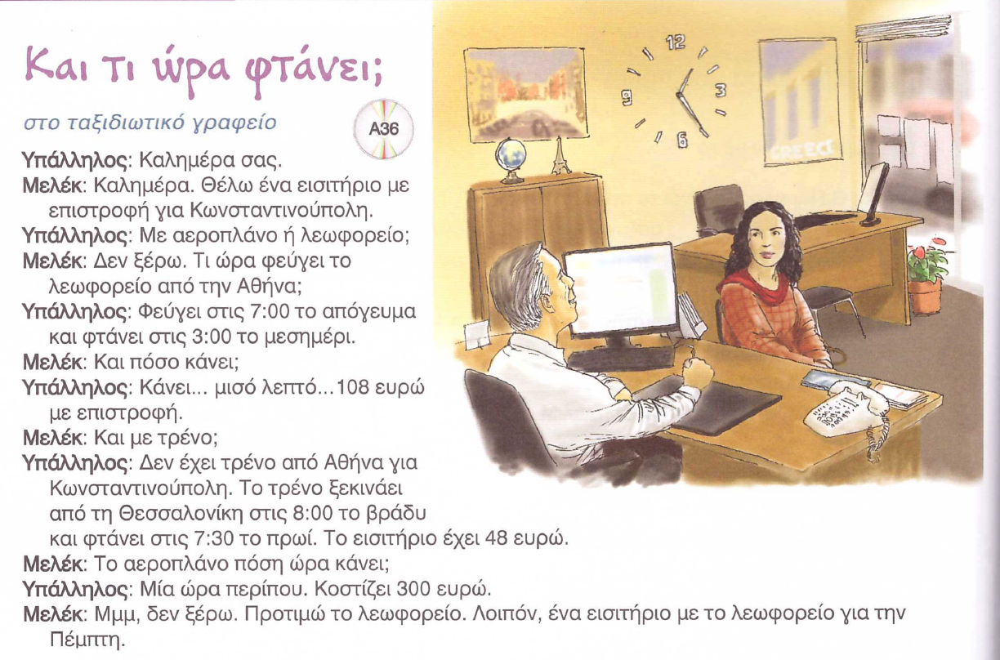 Και τι ώρα φτάνει;
στο ταξιδιωτικό γραφείο
A36
Υπάλληλος: Καλημέρα σας.
Μελέκ: Καλημέρα. Θέλω ένα εισιτήριο με
επιστροφή για Κωνσταντινούπολη.
Υπάλληλος: Με αεροπλάνο ή λεωφορείο;
Μελέκ: Δεν ξέρω. Τι ώρα φεύγει το
λεωφορείο από την Αθήνα;
Υπάλληλος: Φεύγει στις 7:00 το απόγευμα
και φτάνει στις 3:00 το μεσημέρι.
Μελέκ: Και πόσο κάνει;
Υπάλληλος: Κάνει... μισό λεπτό...108 ευρώ
με επιστροφή.
Μελέκ: Και με τρένο;
Υπάλληλος: Δεν έχει τρένο από Αθήνα για
Κωνσταντινούπολη. Το τρένο ξεκινάει
από τη Θεσσαλονίκη στις 8:00 το βράδυ
και φτάνει στις 7:30 το πρωί. Το εισιτήριο έχει 48 ευρώ.
Μελέκ: Το αεροπλάνο πόση ώρα κάνει;
Υπάλληλος: Μία ώρα περίπου. Κοστίζει 300 ευρώ.
Μελέκ: Μμμ, δεν ξέρω. Προτιμώ το λεωφορείο. Λοιπόν, ένα εισιτήριο με το λεωφορείο για την
Πέμπτη.
12
3
6
9
GREECE